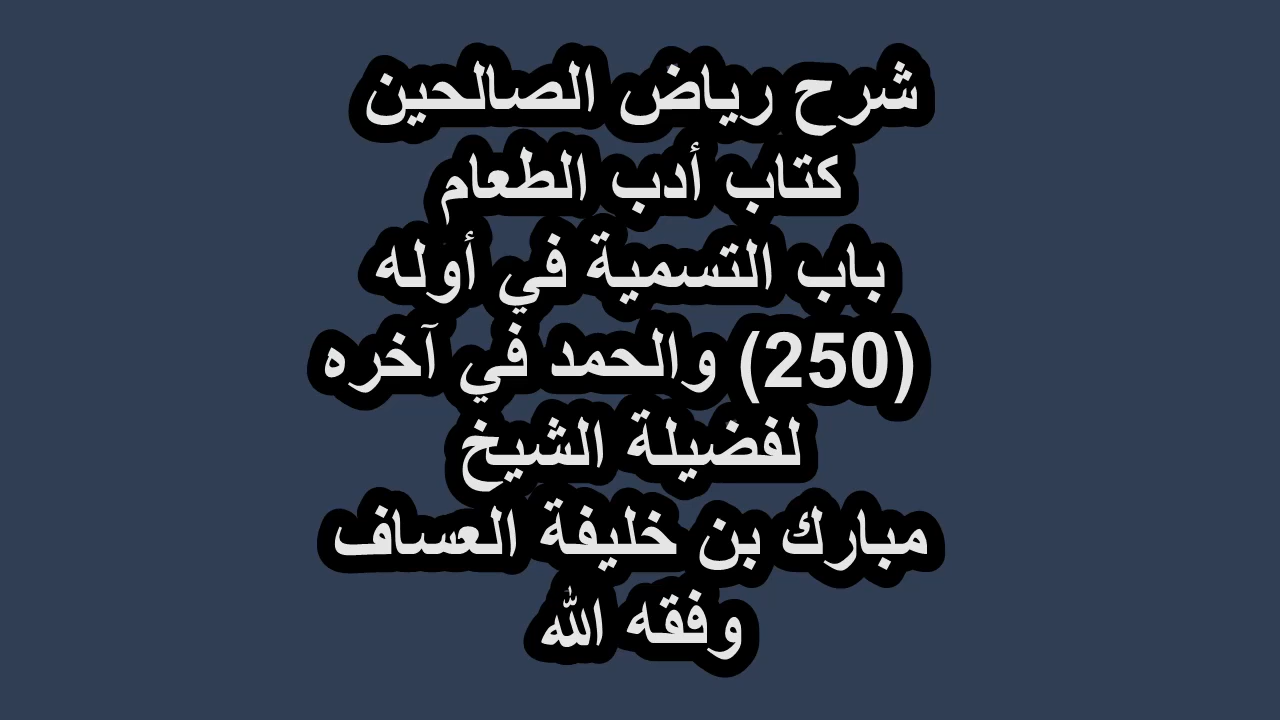 شرح رياض الصالحين
كتاب أدب الطعام
باب التسمية في أوله
(250) والحمد في آخره
لفضيلة الشيخ
مبارك بن خليفة العساف
وفقه الله